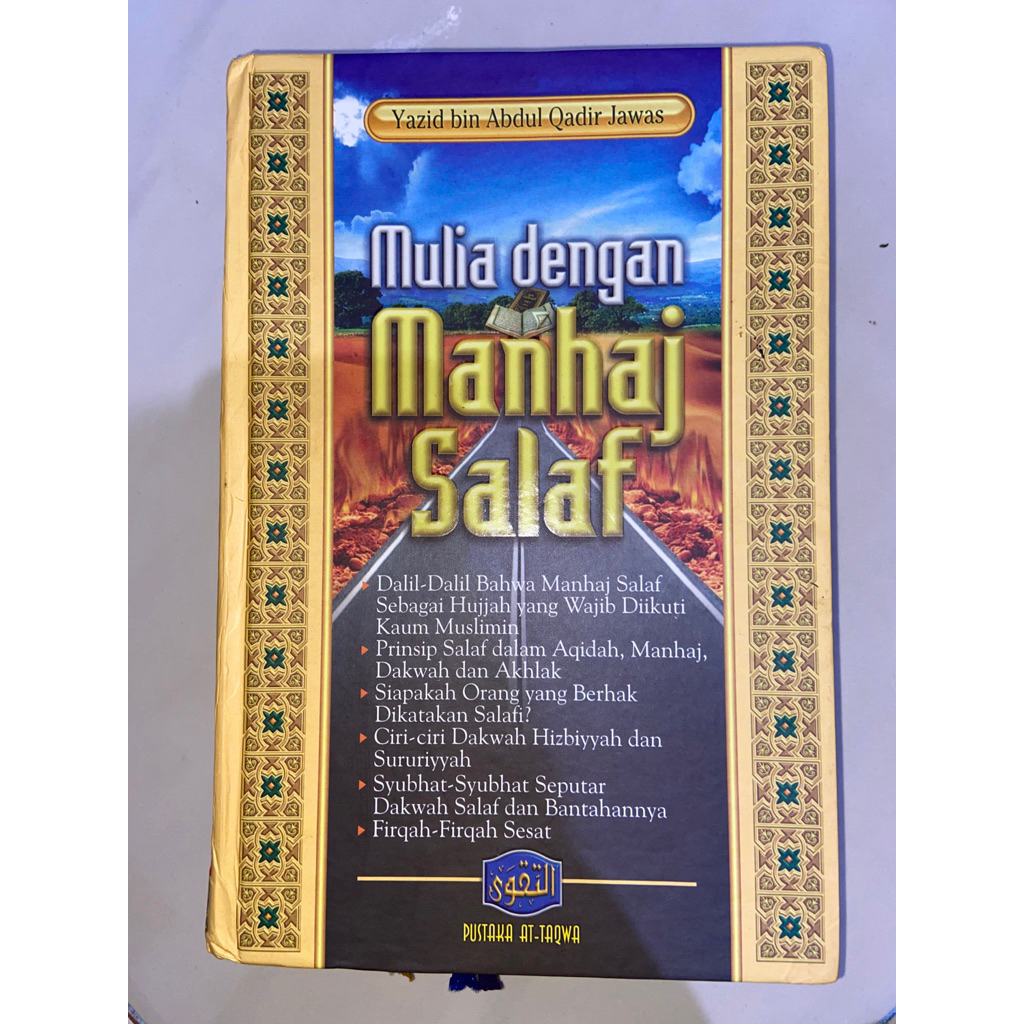 Yazid bin Abdul Qadir Jawas
Mulia dengan
Manhaj
Salaf
Dalil-Dalil Bahwa Manhaj Salaf
Sebagai Hujjah yang Wajib Diikuti
Kaum Muslimin
Prinsip Salaf dalam Aqidah, Manhaj,
Dakwah dan Akhlak
Siapakah Orang yang Berhak
Dikatakan Salafi?
Ciri-ciri Dakwah Hizbiyyah dan
Sururiyyah
Syubhat-Syubhat Seputar
Dakwah Salaf dan Bantahannya
Firqah-Firqah Sesat
التقوى
PUSTAKA AT-TAQWA